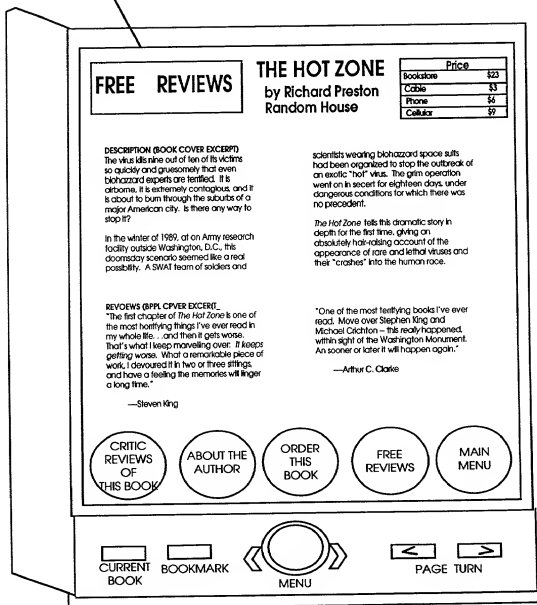 FREE REVIEWS
THE HOT ZONE
by Richard Preston
Random House
Price
Bookstore $23
Cable $3
Phone $6
Cellular $9
DESCRIPTION (BOOK COVER EXCERPT)
The virus kills nine out of ten of its victims
so quickly and gruesomely that even
biohazard experts are terrified. It is
airborne, it is extremely contagious, and it
is about to burn through the suburbs of a
major American city. Is there any way to
stop it?
In the winter of 1989, at on Army research
facility outside Washington, D.C., this
doomsday scenario seemed like a real
possibility. A SWAT team of soldiers and
scientists wearing biohazard space suits
had been organized to stop the outbreak of
an exotic "hot" virus. The grim operation
went on in secert for eighteen days, under
dangerous conditions for which there was
no precedent.
The Hot Zone tells this dramatic story in
depth for the first time, giving an
absolutely hair-raising account of the
appearance of rare and lethal viruses and
their "crashes" into the human race.
REVOEWS (BPPL CPVER EXCER(T_
"The first chapter of The Hot Zone is one of
the most horrifying things I've ever read in
my whole life. . .and then it gets worse.
That's what I keep marvelling over: It keeps
getting worse. What a remarkable piece of
work, I devoured it in two or three sittings,
and have a feeling the memories will linger
a long time."
—Steven King
"One of the most terrifying books I've ever
read. Move over Stephen King and
Michael Crichton – this really happened,
within sight of the Washington Monument.
An sooner or later it will happen again."
—Arthur C. Clarke
CRITIC
REVIEWS
OF
THIS BOOK
ABOUT THE
AUTHOR
ORDER
THIS
BOOK
FREE
REVIEWS
MAIN
MENU
CURRENT
BOOK
BOOKMARK
MENU
< >
PAGE TURN